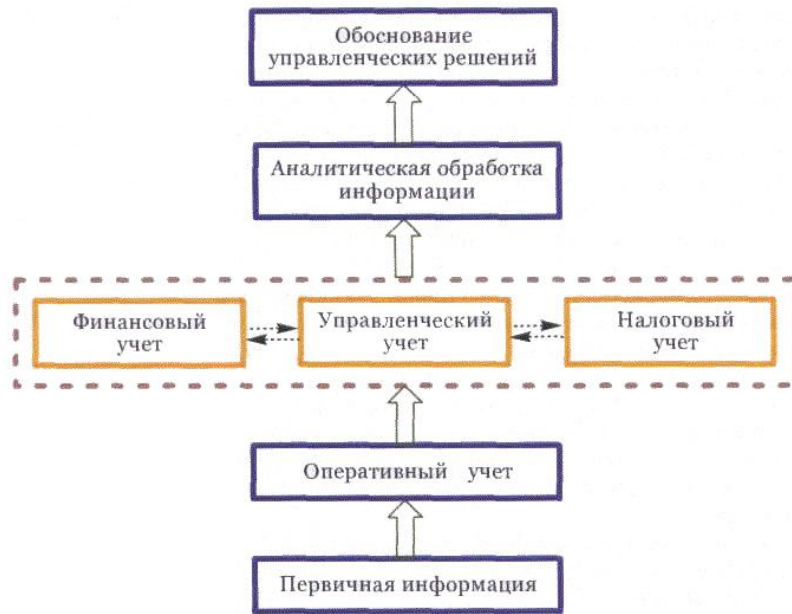 Обоснование
управленческих решений
Аналитическая обработка
информации
Финансовый
учет
Управленческий
учет
Налоговый
учет
Оперативный учет
Первичная информация